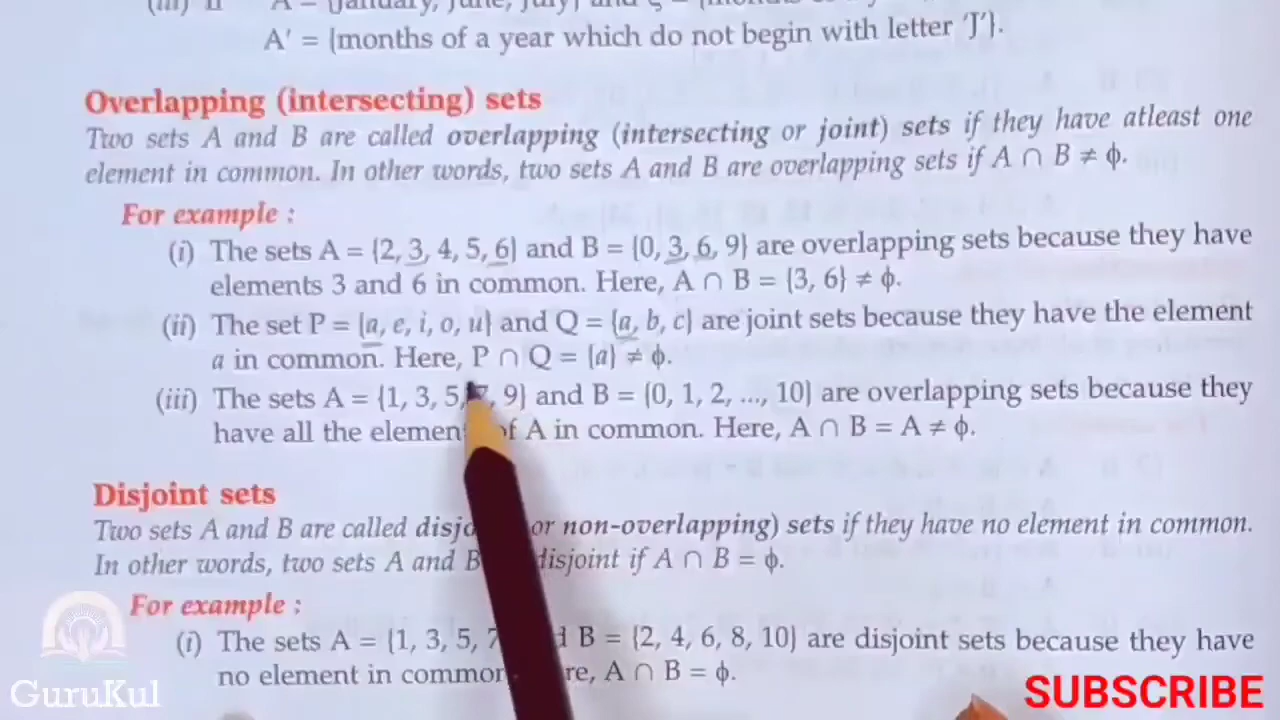 A′ = {months of a year which do not begin with letter 'J'}.
Overlapping (intersecting) sets
Two sets A and B are called overlapping (intersecting or joint) sets if they have atleast one
element in common. In other words, two sets A and B are overlapping sets if A ∩ B ≠ ϕ.
For example :
(i) The sets A = {2, 3, 4, 5, 6} and B = {0, 3, 6, 9} are overlapping sets because they have
elements 3 and 6 in common. Here, A ∩ B = {3, 6} ≠ ϕ.
(ii) The set P = {a, e, i, o, u} and Q = {a, b, c} are joint sets because they have the element
a in common. Here, P ∩ Q = {a} ≠ ϕ.
(iii) The sets A = {1, 3, 5, 7, 9} and B = {0, 1, 2, ..., 10} are overlapping sets because they
have all the element of A in common. Here, A ∩ B = A ≠ ϕ.
Disjoint sets
Two sets A and B are called or non-overlapping) sets if they have no element in common.
In other words, two sets A and B disjoint if A ∩ B = ϕ.
For example :
(i) The sets A = {1, 3, 5, 7 B = {2, 4, 6, 8, 10} are disjoint sets because they have
no element in common A ∩ B = ϕ.
GuruKul
SUBSCRIBE